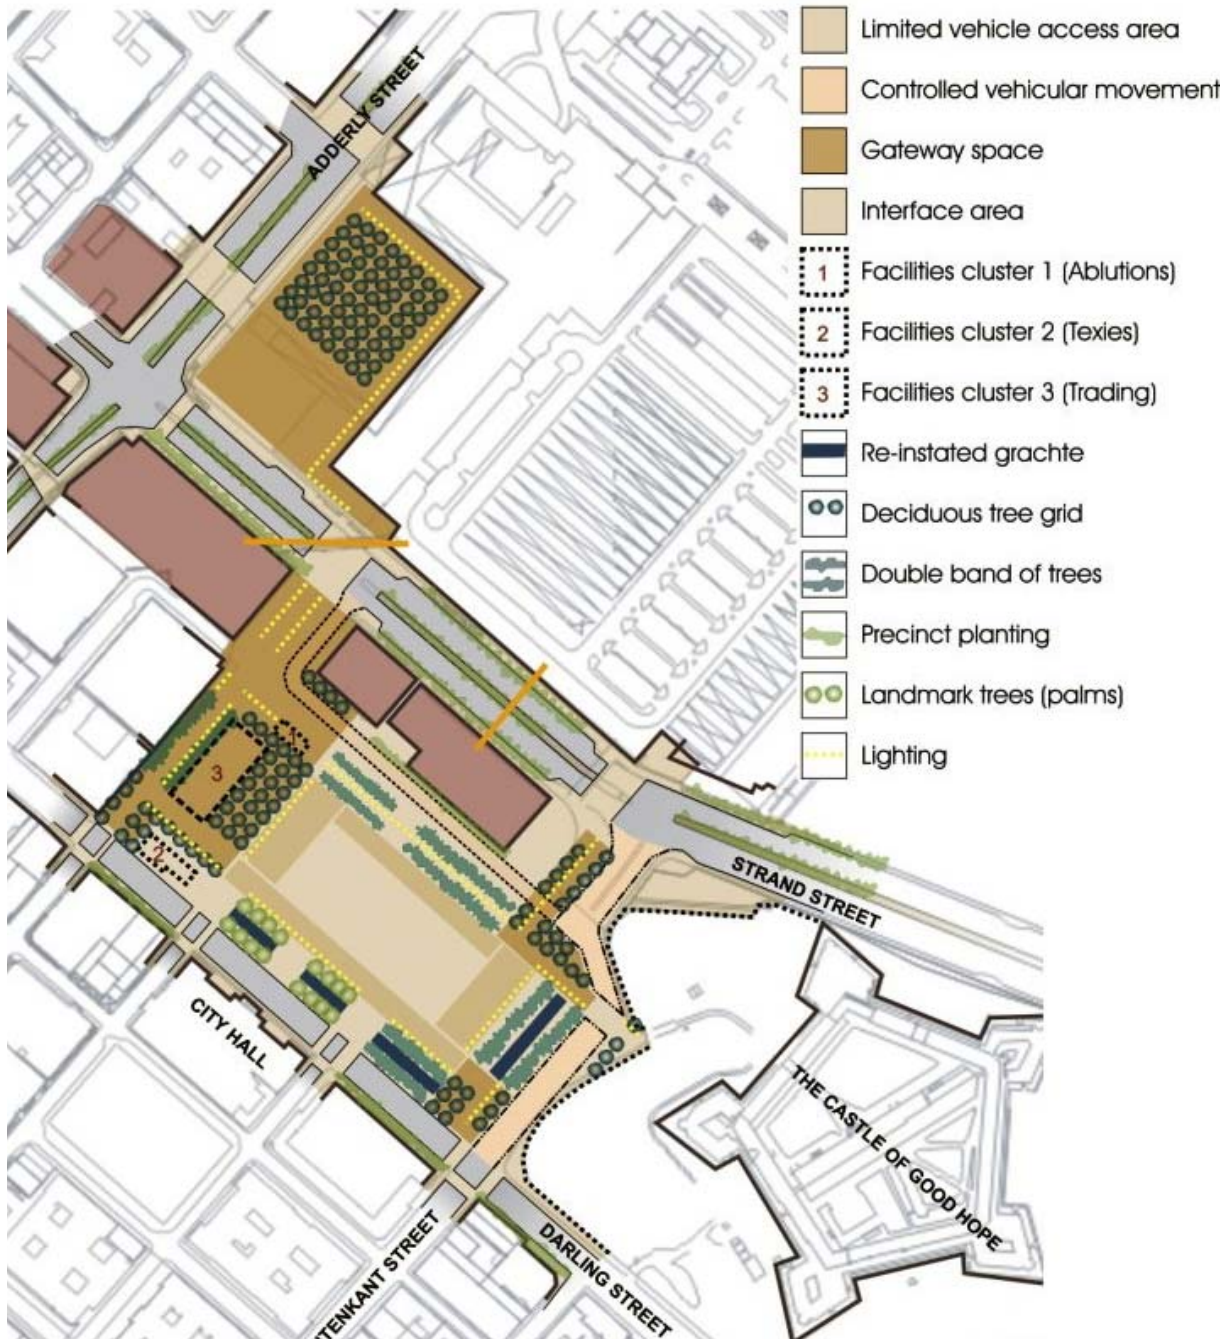 Limited vehicle access area
Controlled vehicular movement
Gateway space
Interface area
1 Facilities cluster 1 (Ablutions)
2 Facilities cluster 2 (Texies)
3 Facilities cluster 3 (Trading)
Re-instated grachte
Deciduous tree grid
Double band of trees
Precinct planting
Landmark trees (palms)
Lighting
ADDERLY STREET
1
3
2
STRAND STREET
CITY HALL
THE CASTLE OF GOOD HOPE
TENKANT STREET
DARLING STREET